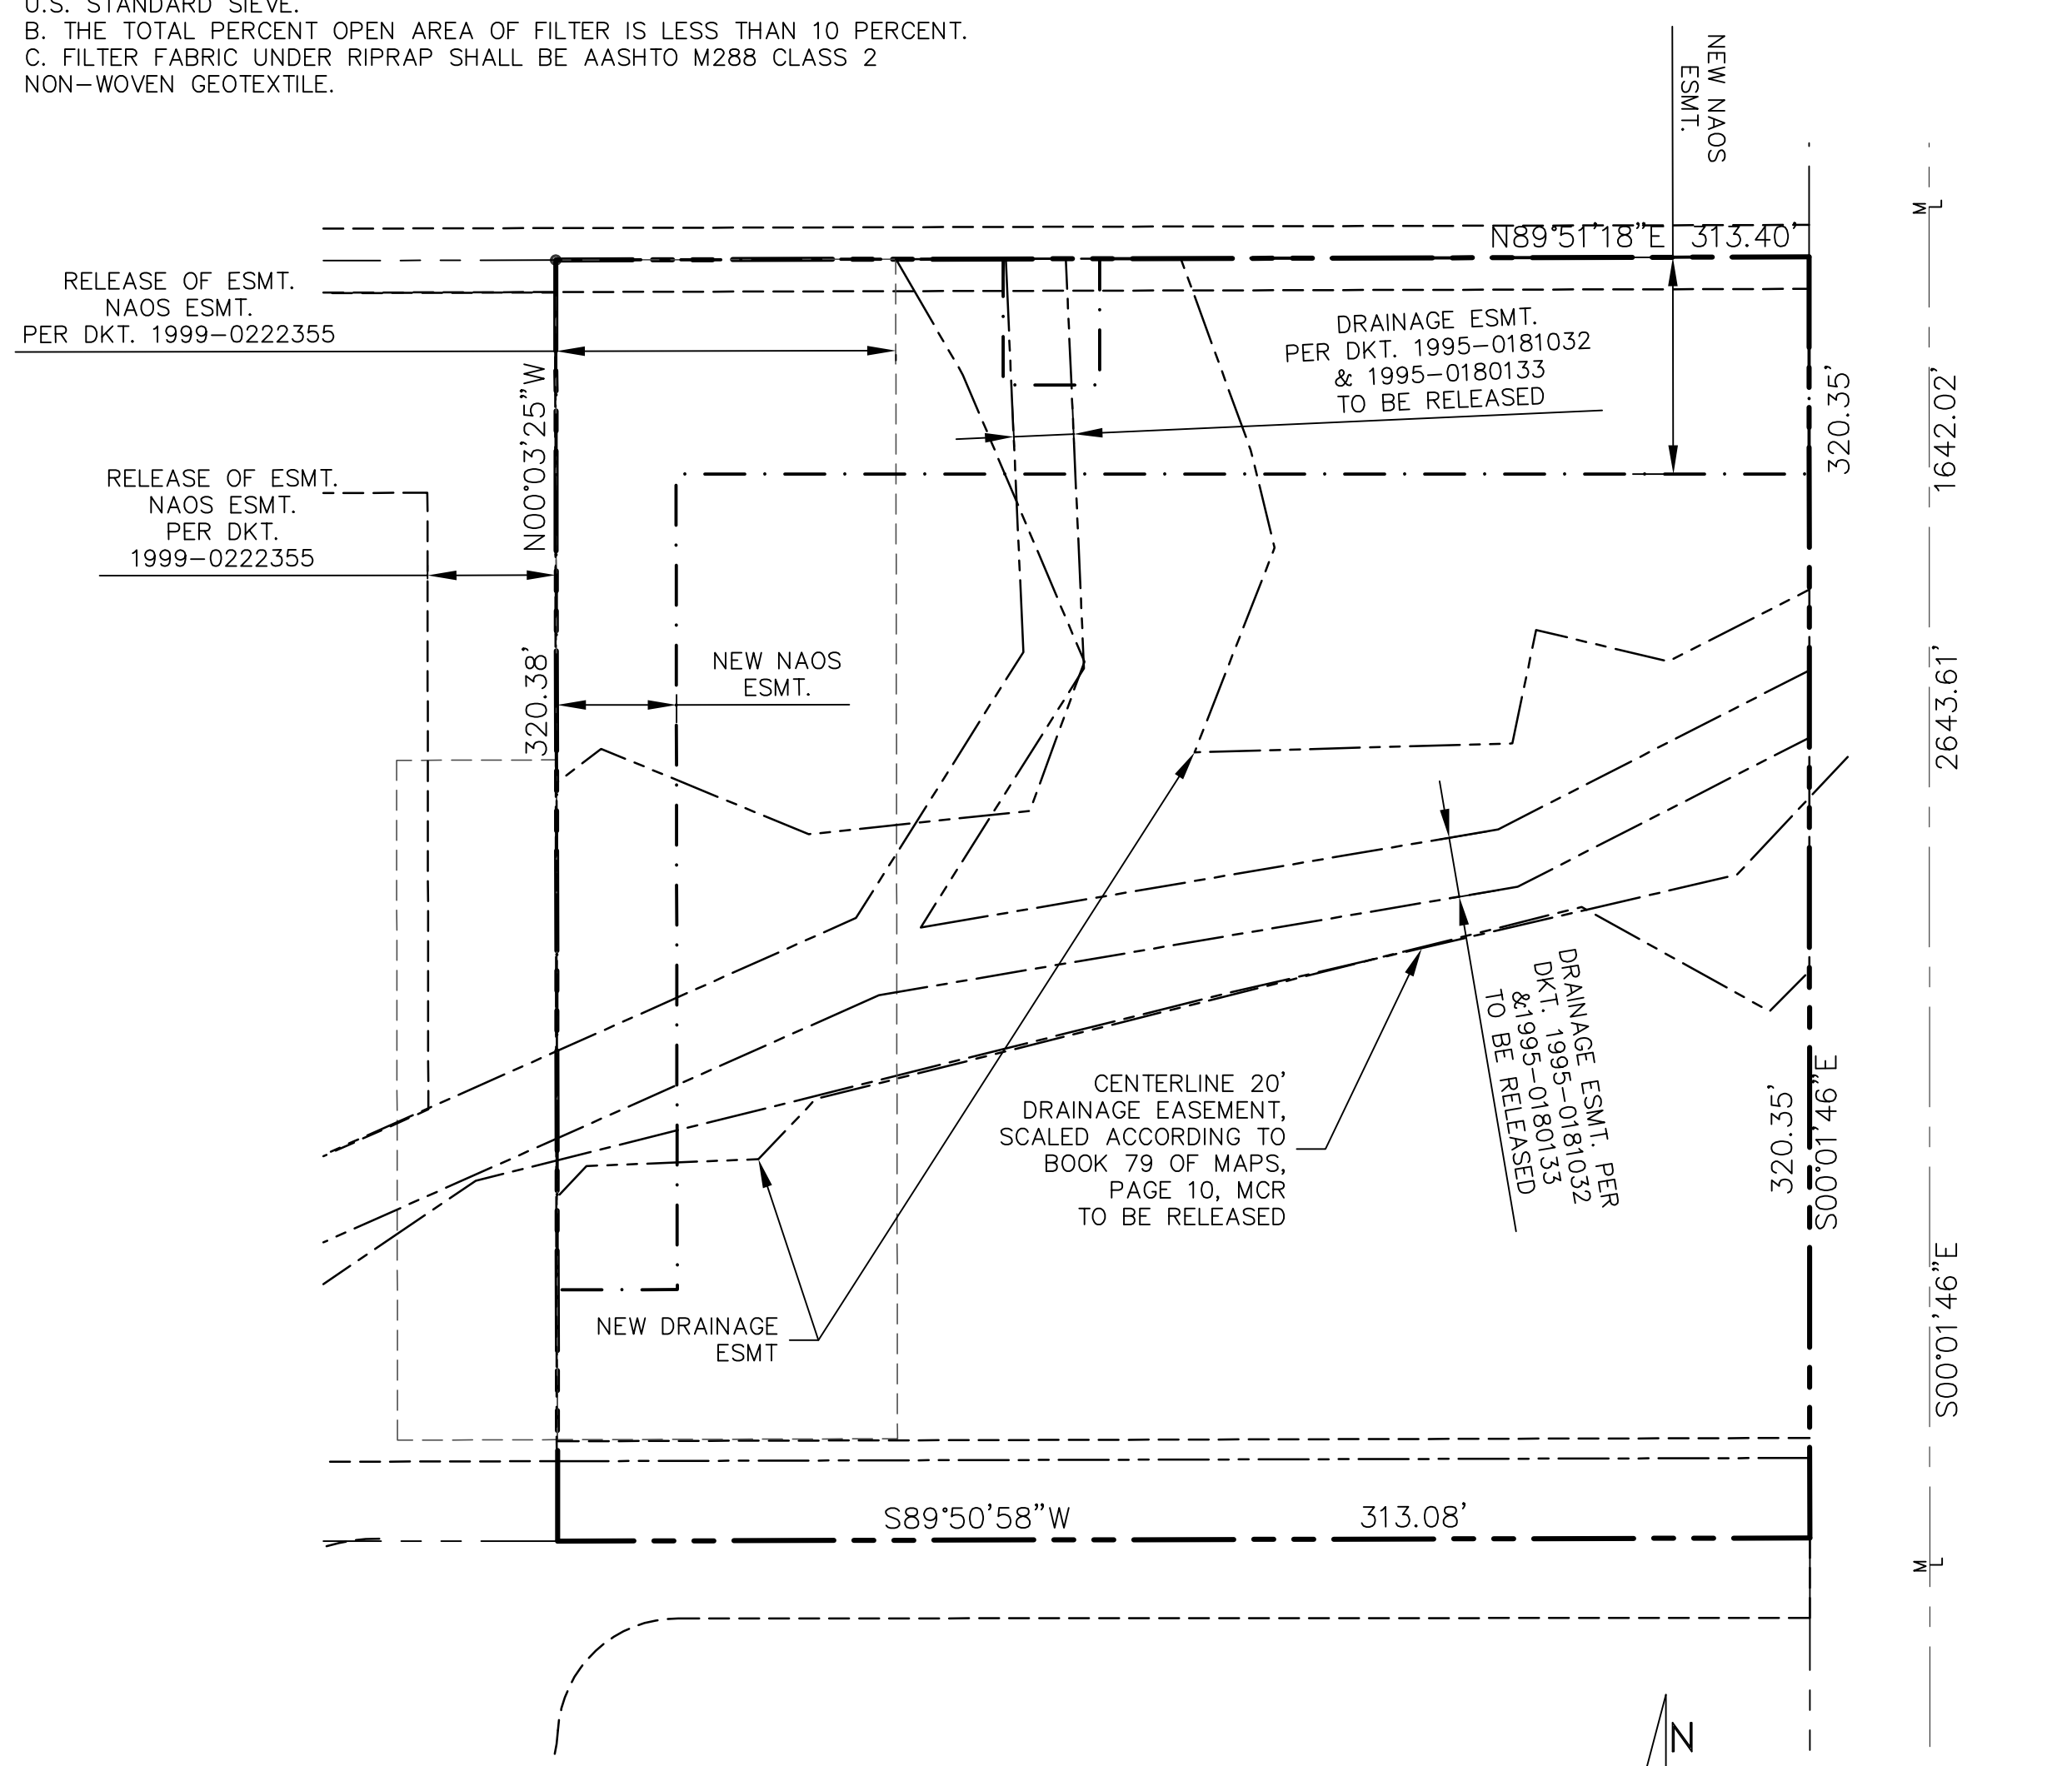 U.S. STANDARD SIEVE.
B. THE TOTAL PERCENT OPEN AREA OF FILTER IS LESS THAN 10 PERCENT.
C. FILTER FABRIC UNDER RIPRAP SHALL BE AASHTO M288 CLASS 2
NON-WOVEN GEOTEXTILE.
NEW NAOS
ESMT.
M
L
N89°51'18"E 313.40'
RELEASE OF ESMT.
NAOS ESMT.
PER DKT. 1999-0222355
DRAINAGE ESMT.
PER DKT. 1995-0181032
& 1995-0180133
TO BE RELEASED
N00°03'25"W
320.38'
320.35'
1642.02'
2643.61'
RELEASE OF ESMT.
NAOS ESMT.
PER DKT.
1999-0222355
NEW NAOS
ESMT.
DRAINAGE ESMT. PER
DKT. 1995-0181032
&1995-0180133
TO BE RELEASED
CENTERLINE 20'
DRAINAGE EASEMENT,
SCALED ACCORDING TO
BOOK 79 OF MAPS,
PAGE 10, MCR
TO BE RELEASED
320.35'
S00°01'46"E
S00°01'46"E
NEW DRAINAGE
ESMT
S89°50'58"W 313.08'
M
L
N